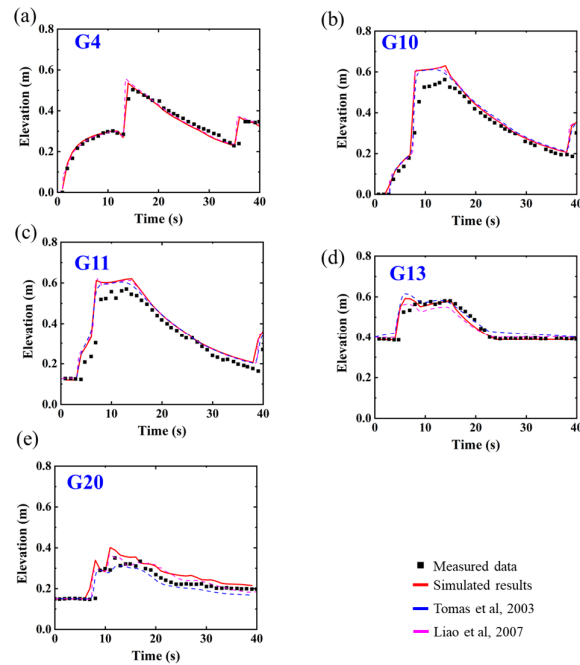 (a)
G4
Elevation (m)
0.8
0.6
0.4
0.2
0.0
0 10 20 30 40
Time (s)
(b)
G10
Elevation (m)
0.8
0.6
0.4
0.2
0.0
0 10 20 30 40
Time (s)
(c)
G11
Elevation (m)
0.8
0.6
0.4
0.2
0.0
0 10 20 30 40
Time (s)
(d)
G13
Elevation (m)
0.8
0.6
0.4
0.2
0.0
0 10 20 30 40
Time (s)
(e)
G20
Elevation (m)
0.8
0.6
0.4
0.2
0.0
0 10 20 30 40
Time (s)
Measured data
Simulated results
Tomas et al, 2003
Liao et al, 2007